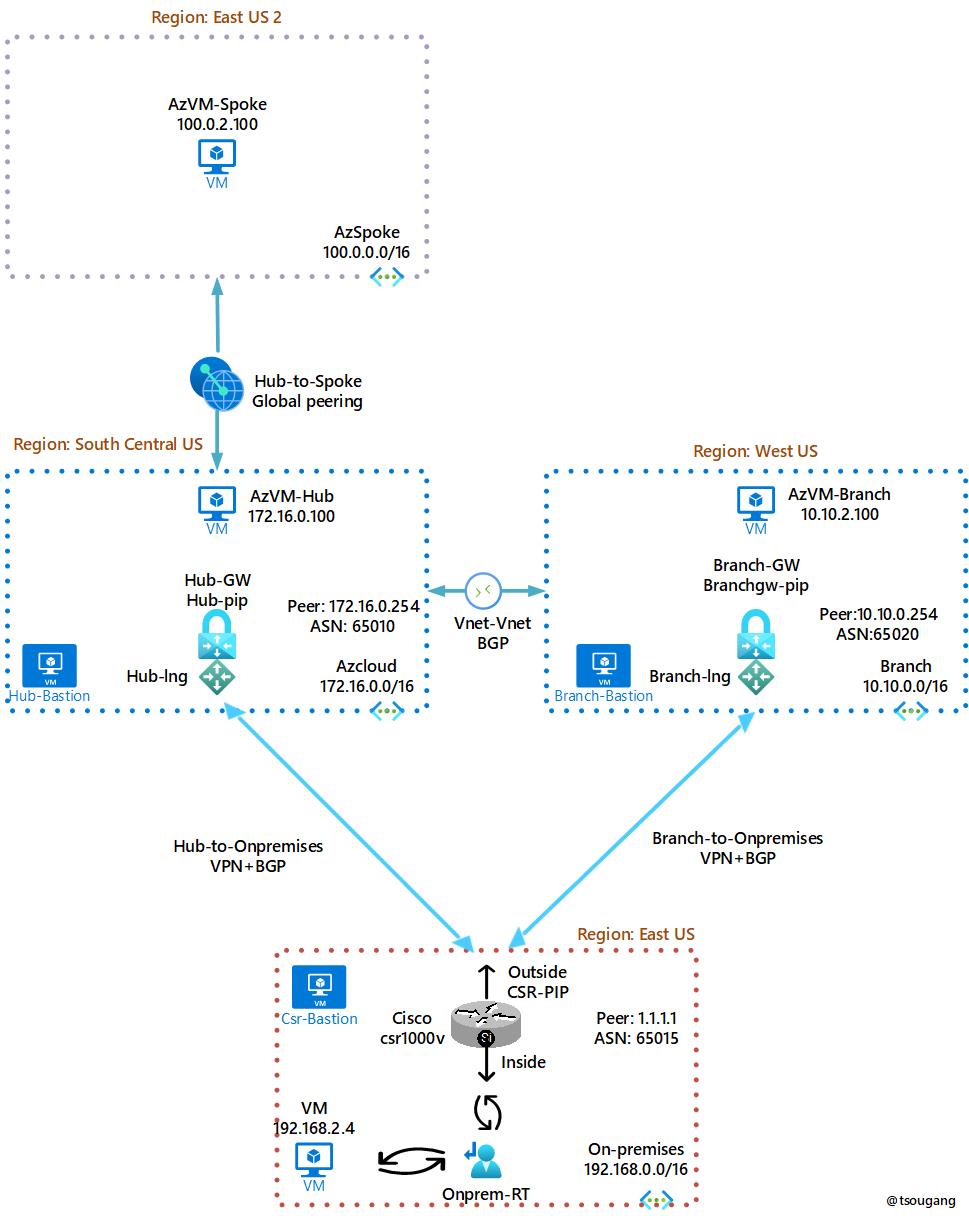 Region: East US 2
AzVM-Spoke
100.0.2.100
VM
AzSpoke
100.0.0.0/16
Hub-to-Spoke
Global peering
Region: South Central US
AzVM-Hub
172.16.0.100
VM
Hub-GW
Hub-pip
Peer: 172.16.0.254
ASN: 65010
VM
Hub-Bastion
Hub-lng
Azcloud
172.16.0.0/16
Vnet-Vnet
BGP
Region: West US
AzVM-Branch
10.10.2.100
VM
Branch-GW
Branchgw-pip
Peer:10.10.0.254
ASN:65020
VM
Branch-Bastion
Branch-lng
Branch
10.10.0.0/16
Hub-to-Onpremises
VPN+BGP
Branch-to-Onpremises
VPN+BGP
Region: East US
VM
Csr-Bastion
Outside
CSR-PIP
Cisco
csr1000v
Si
Peer: 1.1.1.1
ASN: 65015
Inside
VM
192.168.2.4
VM
Onprem-RT
On-premises
192.168.0.0/16
@tsougang